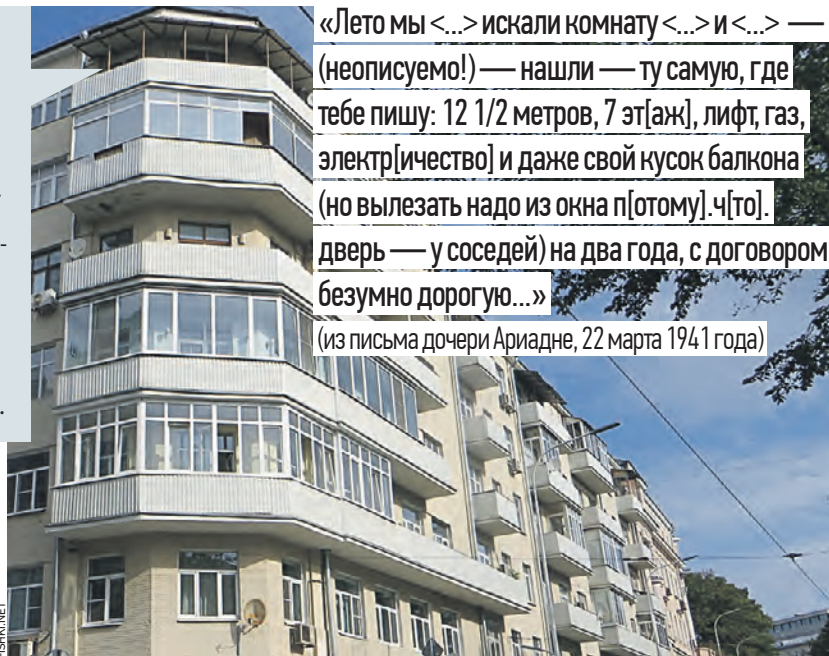 «Лето мы <...> искали комнату <...> и <...> —
(неописуемо!) — нашли — ту самую, где
тебе пишу: 12 1/2 метров, 7 эт[аж], лифт, газ,
электр[ичество] и даже свой кусок балкона
(но вылезать надо из окна п[отому].ч[то].
дверь — у соседей) на два года, с договором
безумно дорогую...»
(из письма дочери Ариадне, 22 марта 1941 года)